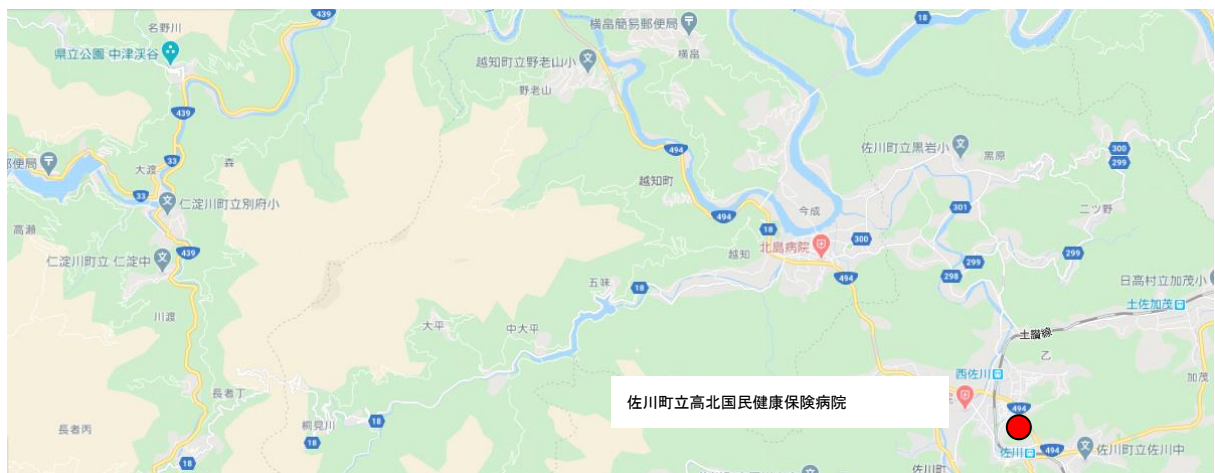 名野川
439
横畠簡易郵便局
18
県立公園 中津渓谷
越知町立野老山小
横畠
野老山
439
佐川町立黒岩小
黒原
300
299
郵便局
大渡
33
森
494
越知町
33
仁淀川町立別府小
今成
301
二ツ野
高瀬
494
18
439
北島病院
300
仁淀川町立 仁淀中
越知
299
299
494
298
日高村立加茂小
五味
18
土佐加茂
川渡
大平
中大平
土讃線
乙
西佐川
加茂
長者丁
佐川町立高北国民健康保険病院
494
桐見川
長者丙
18
佐川
494
佐川町立佐川中
18
佐川町